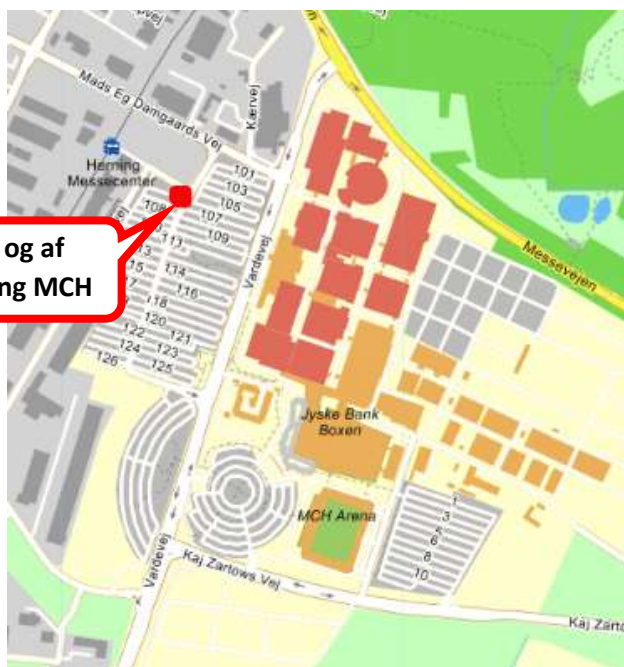 Messevejen
Mads Eg Damgaards Vej
Kærvej
Herning
Messecenter
101
103
105
107
109
108
113
114
116
118
120
121
122
123
124
125
126
og af
ng MCH
Vardevej
Messevejen
Jyske Bank
Boxen
MCH Arena
1
3
5
6
8
10
Vardevej
Kaj Zartows Vej
Kaj Zarto